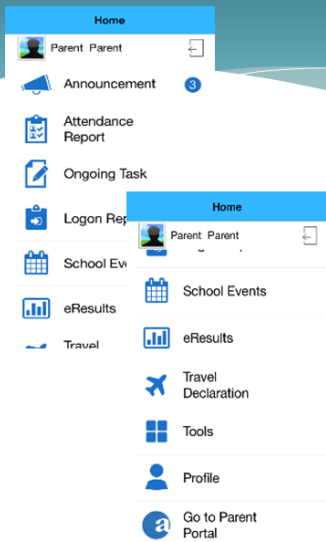 Home
Parent Parent
Announcement 3
Attendance
Report
Ongoing Task
Logon Rep
School Eve
eResults
Travel
Home
Parent Parent
School Events
eResults
Travel
Declaration
Tools
Profile
Go to Parent
Portal